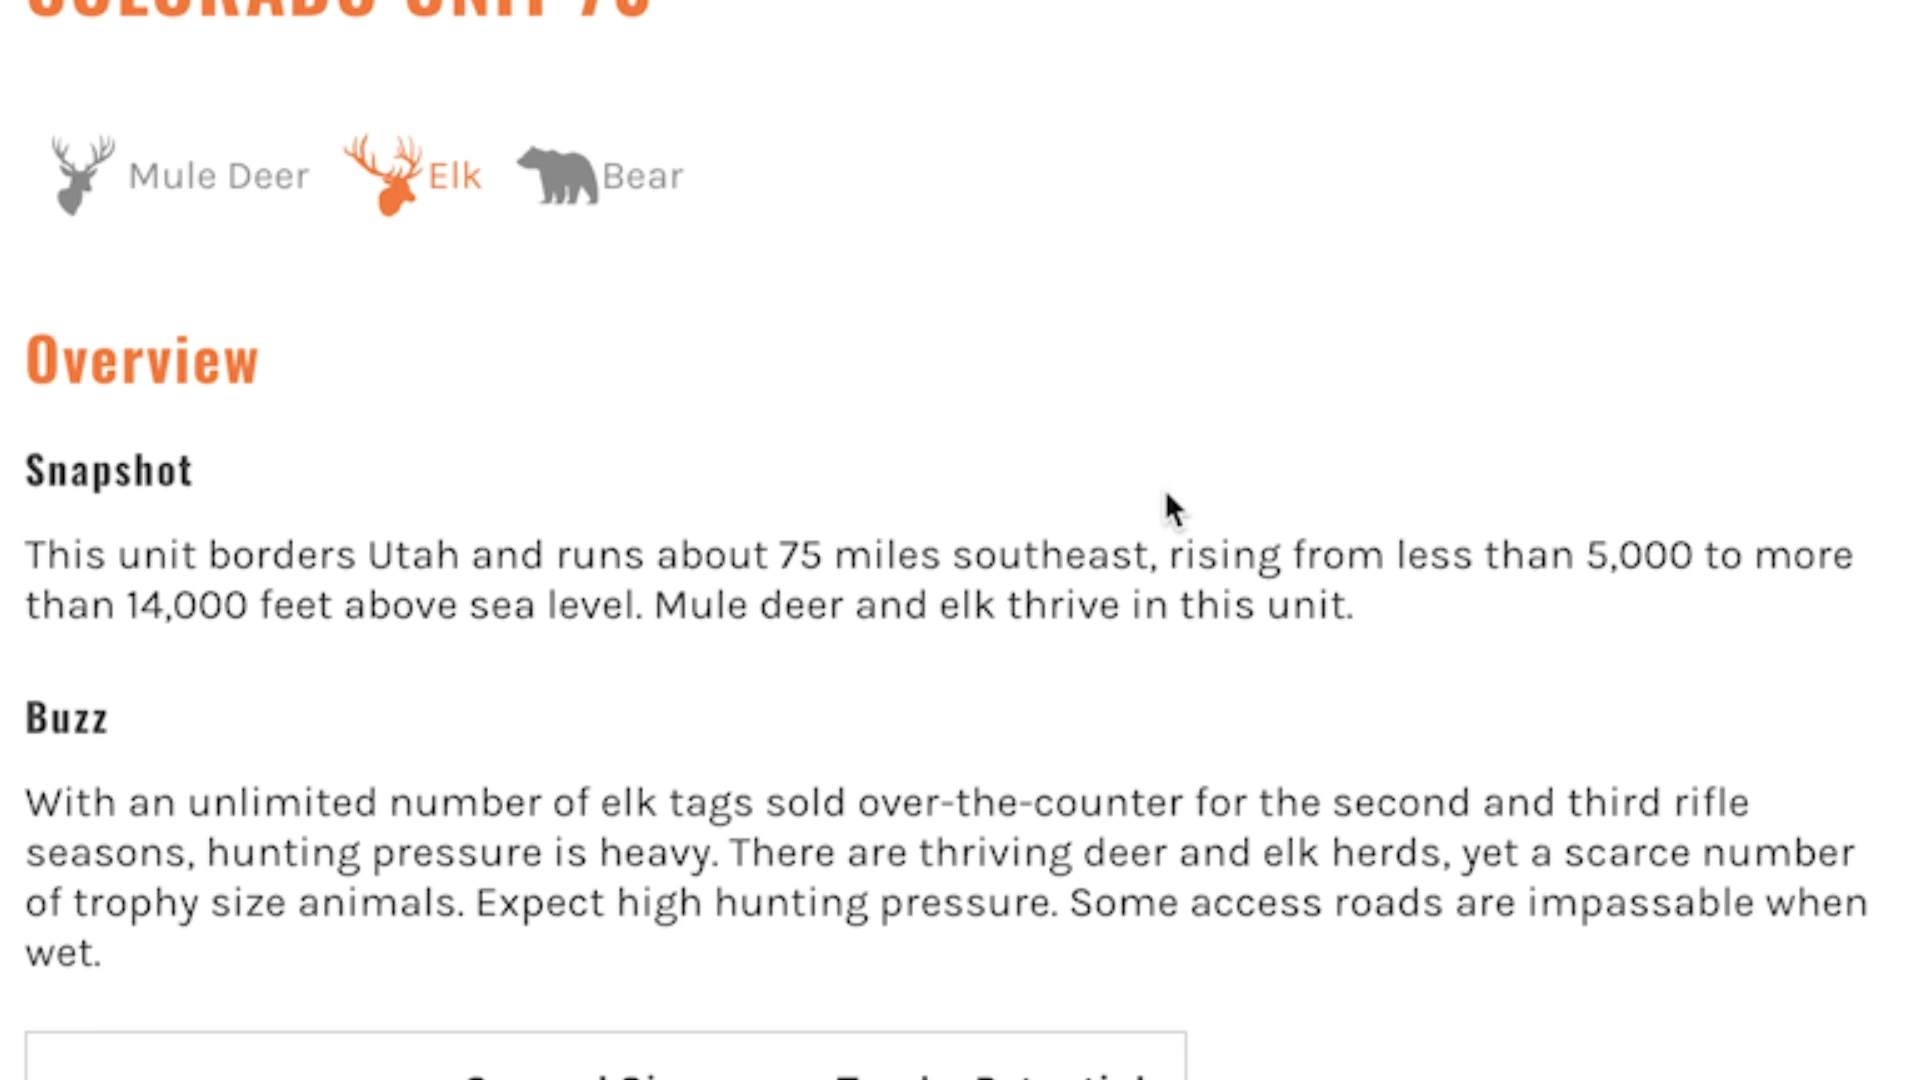 COLORADO UNIT 70
Mule Deer Elk Bear
Overview
Snapshot
This unit borders Utah and runs about 75 miles southeast, rising from less than 5,000 to more
than 14,000 feet above sea level. Mule deer and elk thrive in this unit.
Buzz
With an unlimited number of elk tags sold over-the-counter for the second and third rifle
seasons, hunting pressure is heavy. There are thriving deer and elk herds, yet a scarce number
of trophy size animals. Expect high hunting pressure. Some access roads are impassable when
wet.